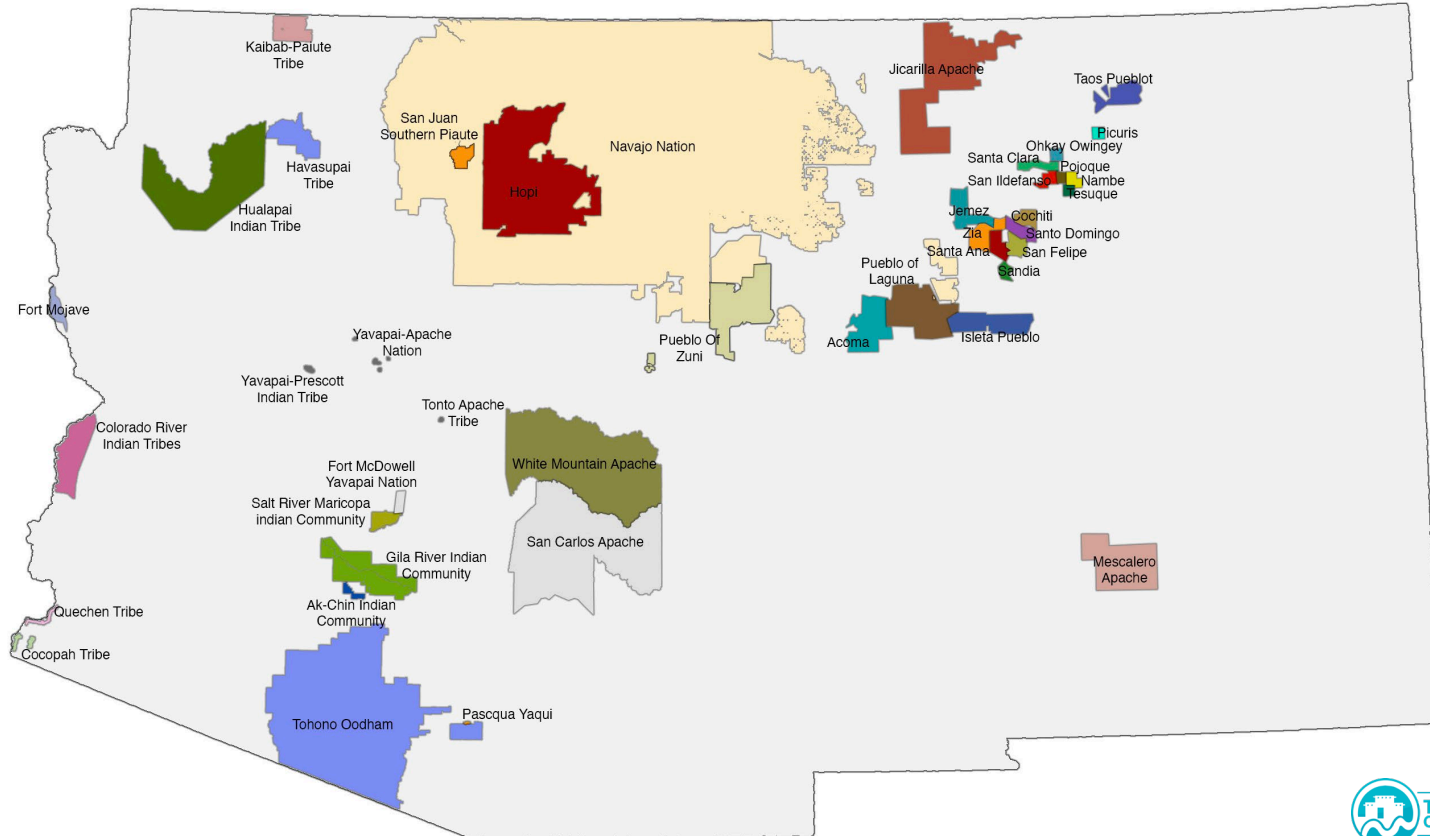 Kaibab-Paiute
Tribe
Jicarilla Apache
Taos Pueblot
San Juan
Southern Piaute
Navajo Nation
Picuris
Ohkay Owingey
Santa Clara
Pojoque
San Ildefanso
Nambe
Tesuque
Havasupai
Tribe
Hopi
Hualapai
Indian Tribe
Jemez
Cochiti
Zia
Santo Domingo
Santa Ana
San Felipe
Pueblo of
Laguna
Sandia
Fort Mojave
Yavapai-Apache
Nation
Pueblo Of
Zuni
Acoma
Isleta Pueblo
Yavapai-Prescott
Indian Tribe
Tonto Apache
Tribe
Colorado River
Indian Tribes
White Mountain Apache
Fort McDowell
Yavapai Nation
Salt River Maricopa
indian Community
San Carlos Apache
Gila River Indian
Community
Mescalero
Apache
Ak-Chin Indian
Community
Quechen Tribe
Cocopah Tribe
Pascqua Yaqui
Tohono Oodham